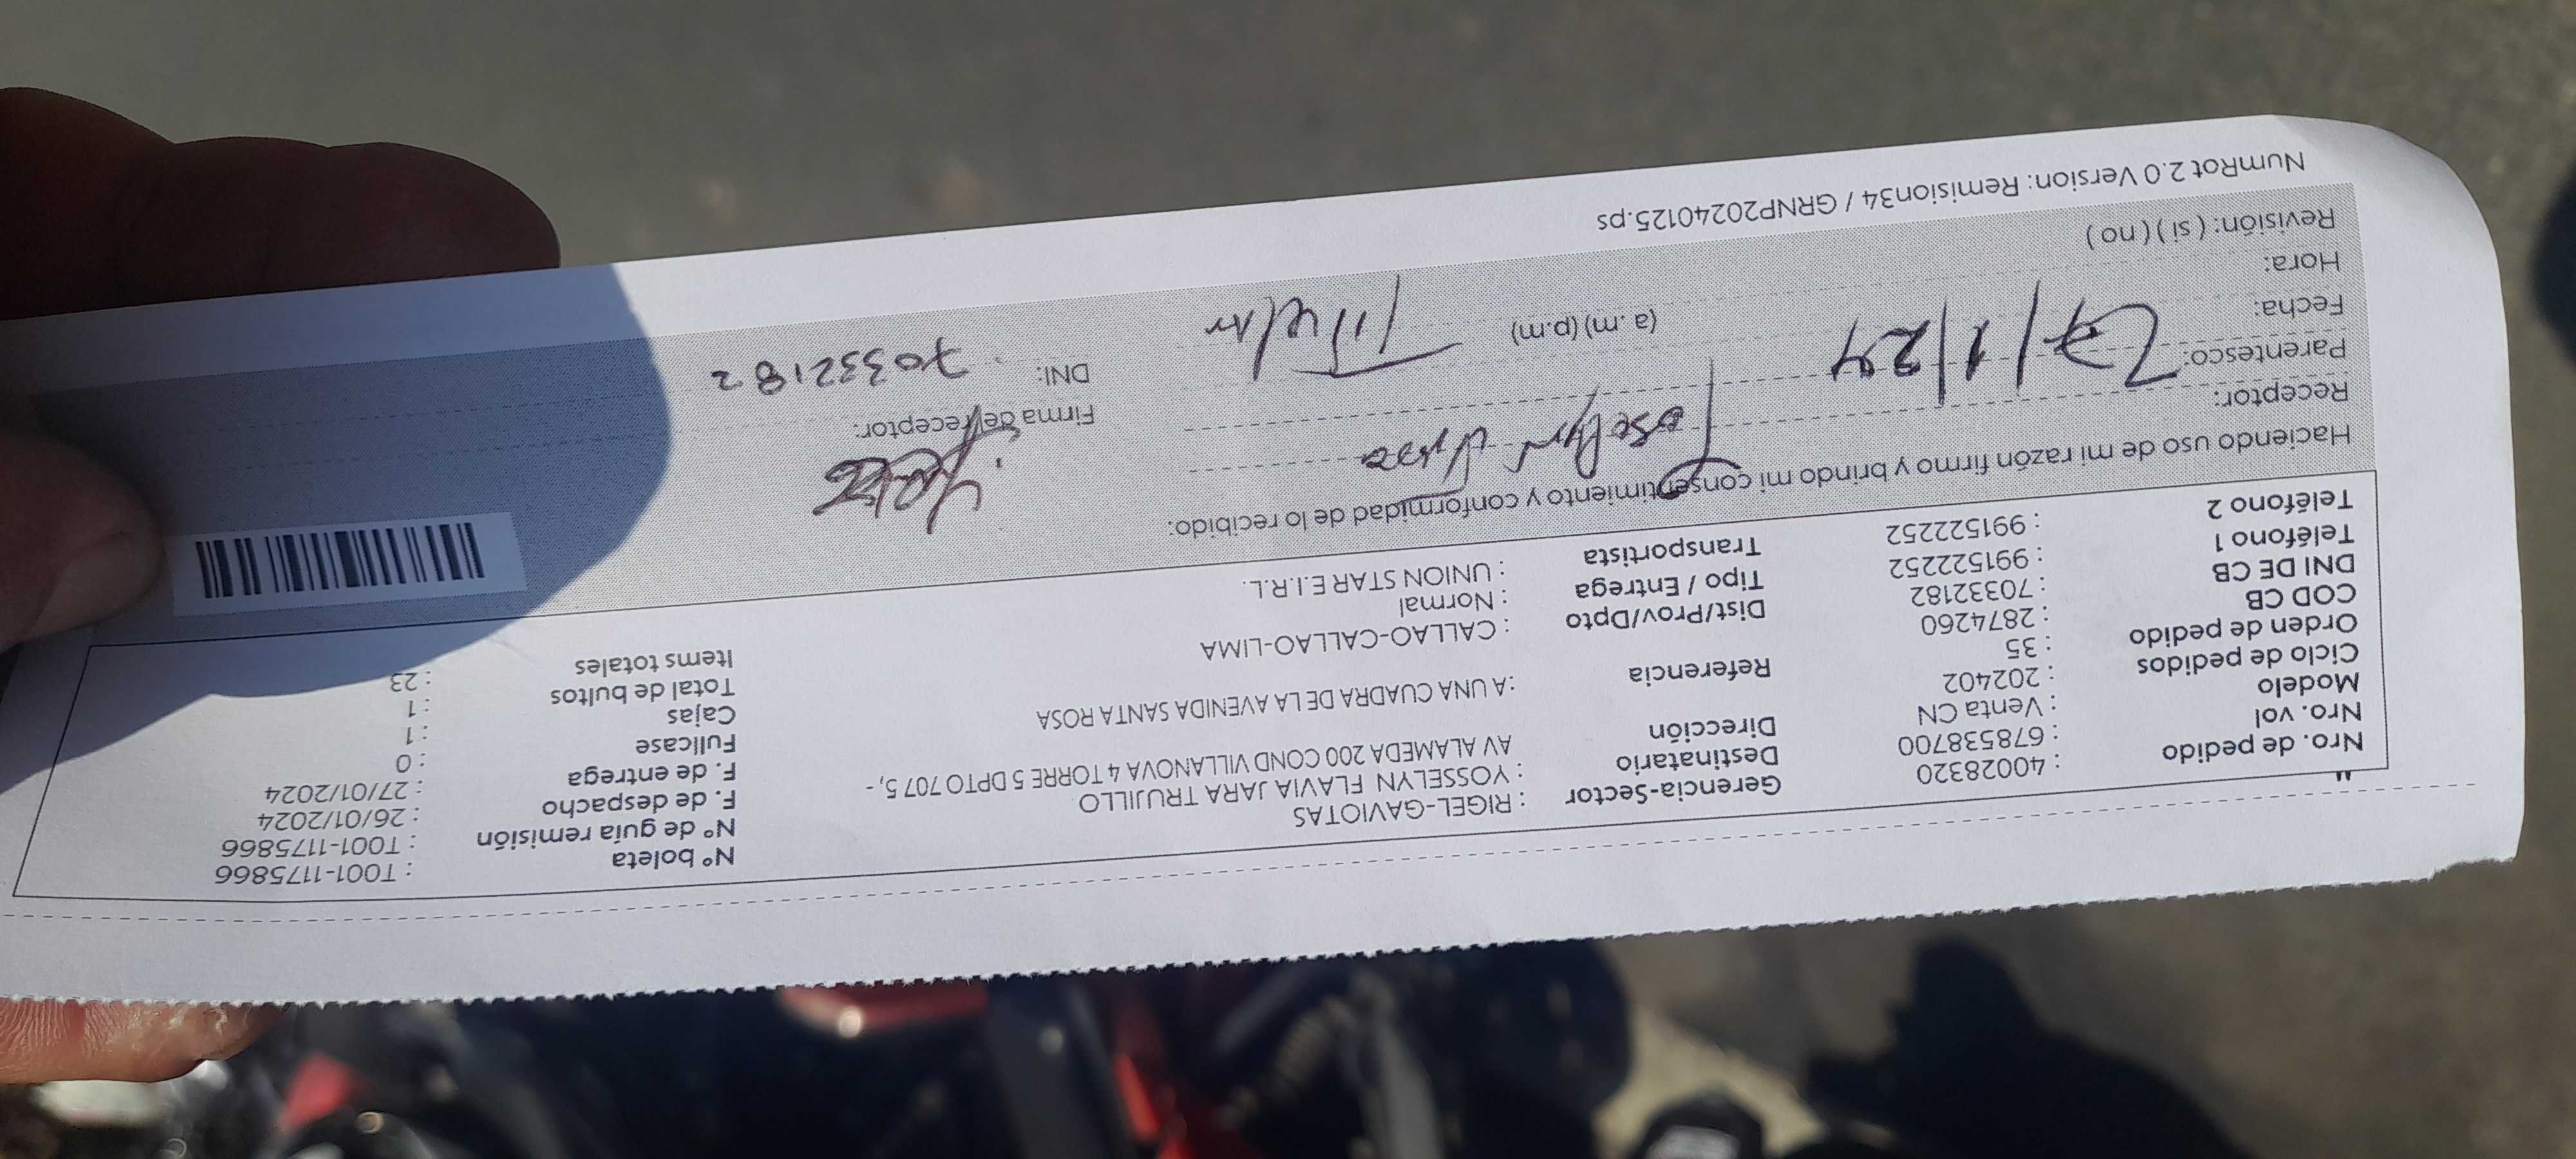 Nro. de pedido : 40028320
Nro. vol : 678538700
Modelo : Venta CN
Ciclo de pedidos : 202402
Orden de pedido : 35
COD CB : 2874260
DNI DE CB : 70332182
Teléfono 1 : 991522252
Teléfono 2 : 991522252
Gerencia-Sector : RIGEL-GAVIOTAS
Destinatario : YOSSELYN FLAVIA JARA TRUJILLO
Dirección AV ALAMEDA 200 COND VILLANOVA 4 TORRE 5 DPTO 707 5, -
Referencia : A UNA CUADRA DE LA AVENIDA SANTA ROSA
Dist/Prov/Dpto : CALLAO-CALLAO-LIMA
Tipo / Entrega : Normal
Transportista : UNION STAR E.I.R.L.
N° boleta : T001-1175866
N° de guía remisión : T001-1175866
F. de despacho : 26/01/2024
F. de entrega : 27/01/2024
Fullcase : 0
Cajas : 1
Total de bultos : 1
Items totales : 23
Haciendo uso de mi razón firmo y brindo mi consentimiento y conformidad de lo recibido:
Receptor:
Parentesco: Titular
Fecha: 27/1/24
Hora: (a.m) (p.m)
Revisión: ( si ) ( no )
Firma del receptor:
DNI: 70332182
NumRot 2.0 Version: Remision34 / GRNP20240125.ps